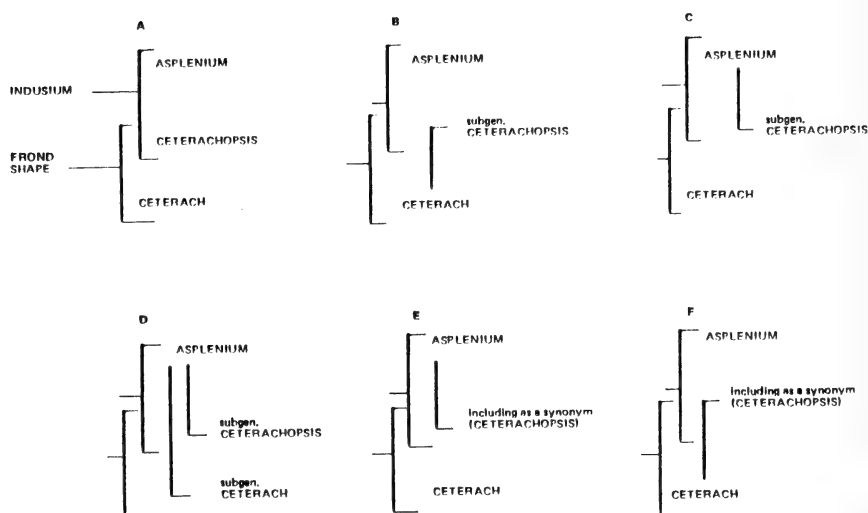 A
ASPLENIUM
INDUSIUM
CETERACHOPSIS
FROND
SHAPE
CETERACH
B
ASPLENIUM
subgen.
CETERACHOPSIS
CETERACH
C
ASPLENIUM
subgen.
CETERACHOPSIS
CETERACH
D
ASPLENIUM
subgen.
CETERACHOPSIS
subgen.
CETERACH
E
ASPLENIUM
Including as a synonym
(CETERACHOPSIS)
CETERACH
F
ASPLENIUM
Including as a synonym
(CETERACHOPSIS)
CETERACH